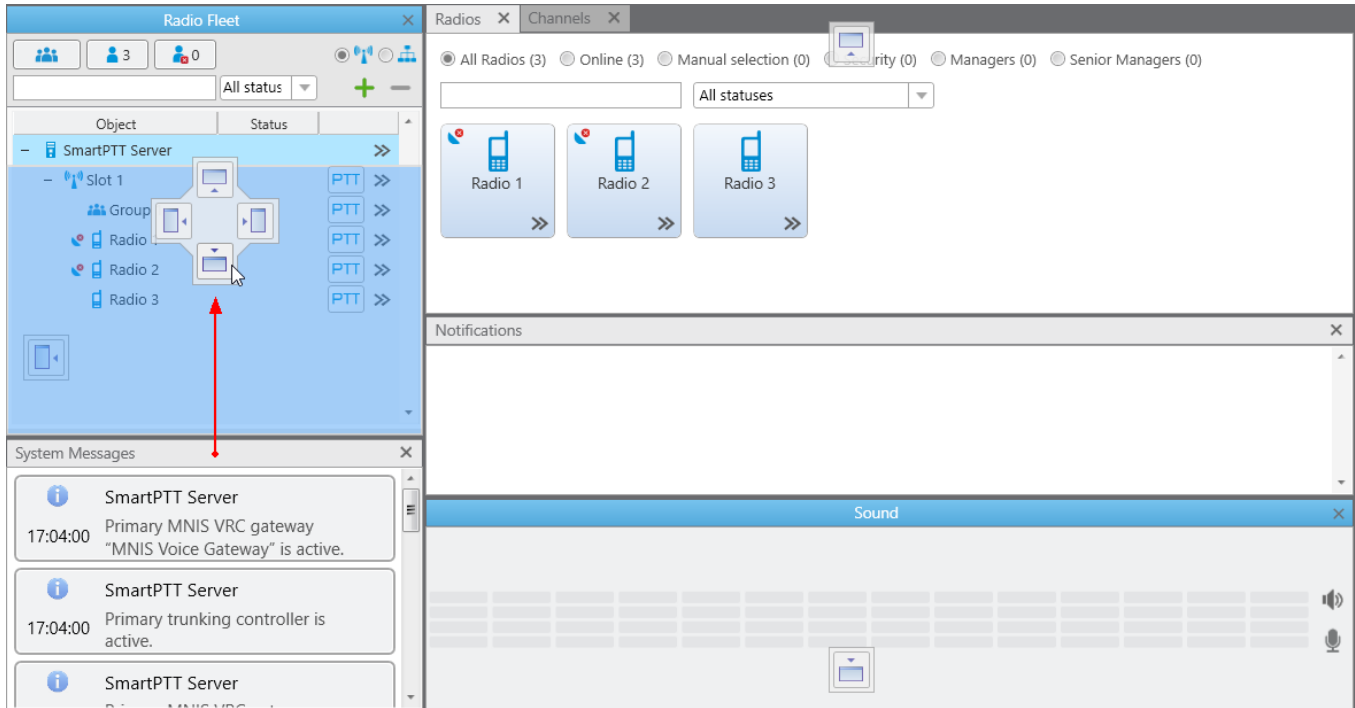 Radio Fleet
3
0
All status
Object Status
SmartPTT Server
Slot 1 PTT
Group PTT
Radio PTT
Radio 2 PTT
Radio 3 PTT
System Messages
SmartPTT Server
17:04:00
Primary MNIS VRC gateway
“MNIS Voice Gateway” is active.
SmartPTT Server
17:04:00
Primary trunking controller is
active.
SmartPTT Server
Radios Channels
All Radios (3) Online (3) Manual selection (0) (0) Managers (0) Senior Managers (0)
All statuses
Radio 1 Radio 2 Radio 3
Notifications
Sound